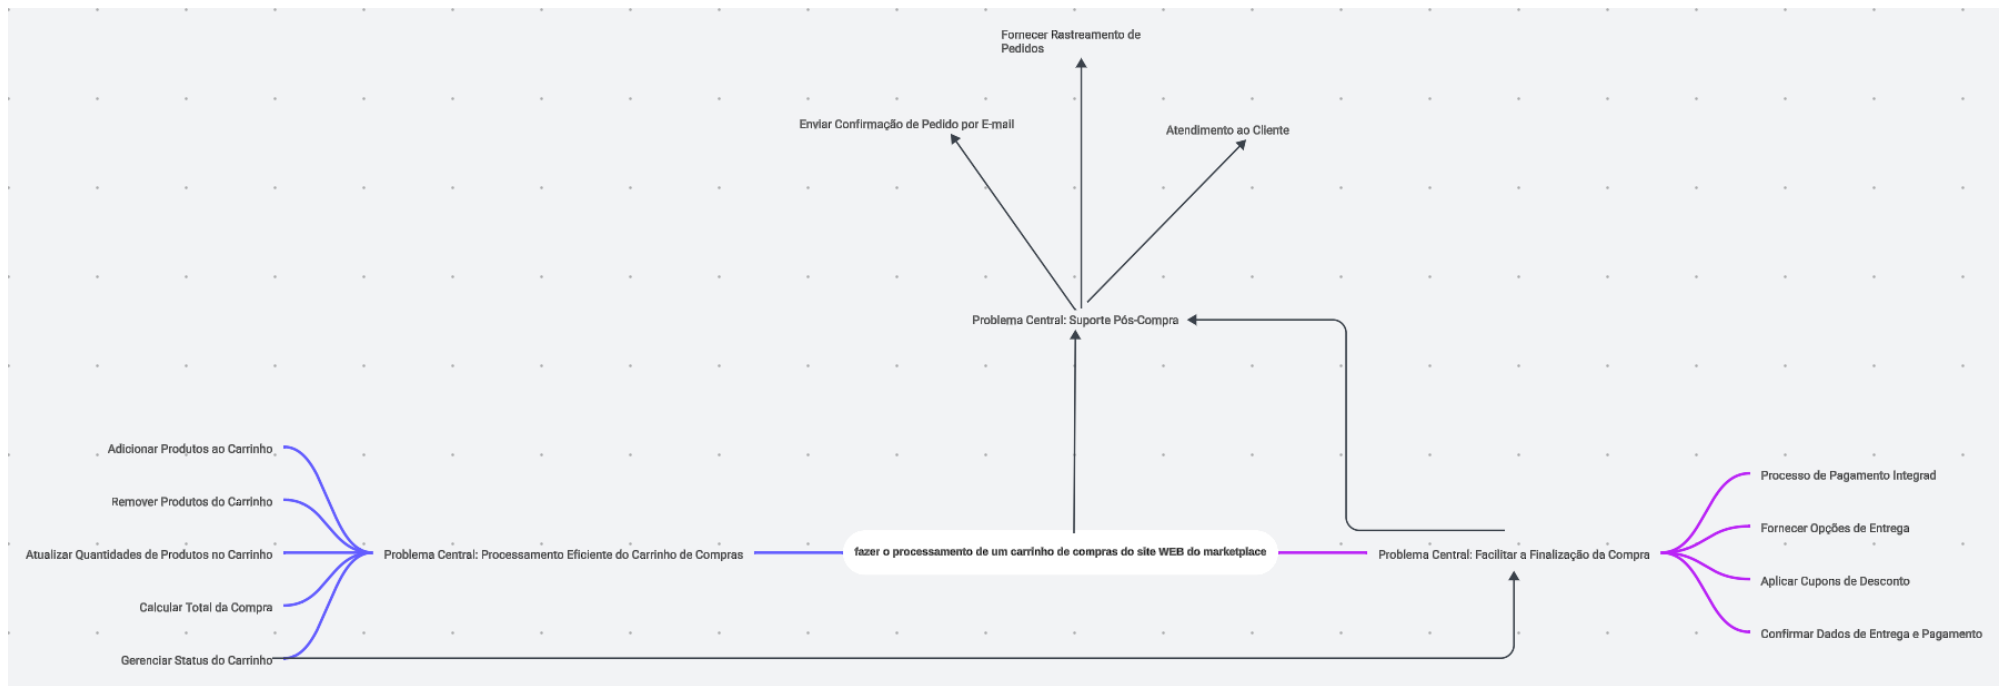 Fornecer Rastreamento de
Pedidos
Enviar Confirmação de Pedido por E-mail
Atendimento ao Cliente
Problema Central: Suporte Pós-Compra
Adicionar Produtos ao Carrinho
Remover Produtos do Carrinho
Atualizar Quantidades de Produtos no Carrinho
Calcular Total da Compra
Gerenciar Status do Carrinho
Problema Central: Processamento Eficiente do Carrinho de Compras
fazer o processamento de um carrinho de compras do site WEB do marketplace
Problema Central: Facilitar a Finalização da Compra
Processo de Pagamento Integrad
Fornecer Opções de Entrega
Aplicar Cupons de Desconto
Confirmar Dados de Entrega e Pagamento